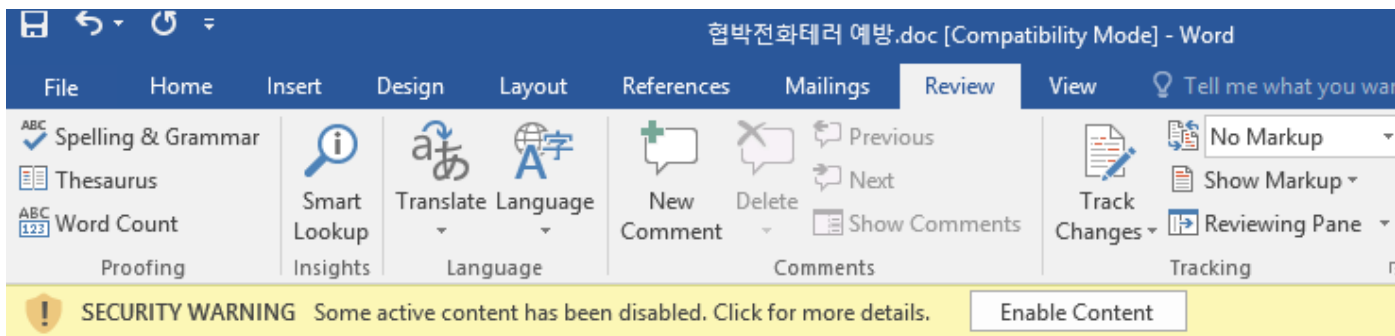 협박전화테러 예방.doc [Compatibility Mode] - Word
File Home Insert Design Layout References Mailings Review View Tell me what you
ABC Spelling & Grammar
Thesaurus
ABC 123 Word Count
Proofing
Smart Lookup
Insights
Translate Language
Language
New Comment
Delete
Previous
Next
Show Comments
Comments
Track Changes
No Markup
Show Markup
Reviewing Pane
Tracking
SECURITY WARNING Some active content has been disabled. Click for more details. Enable Content